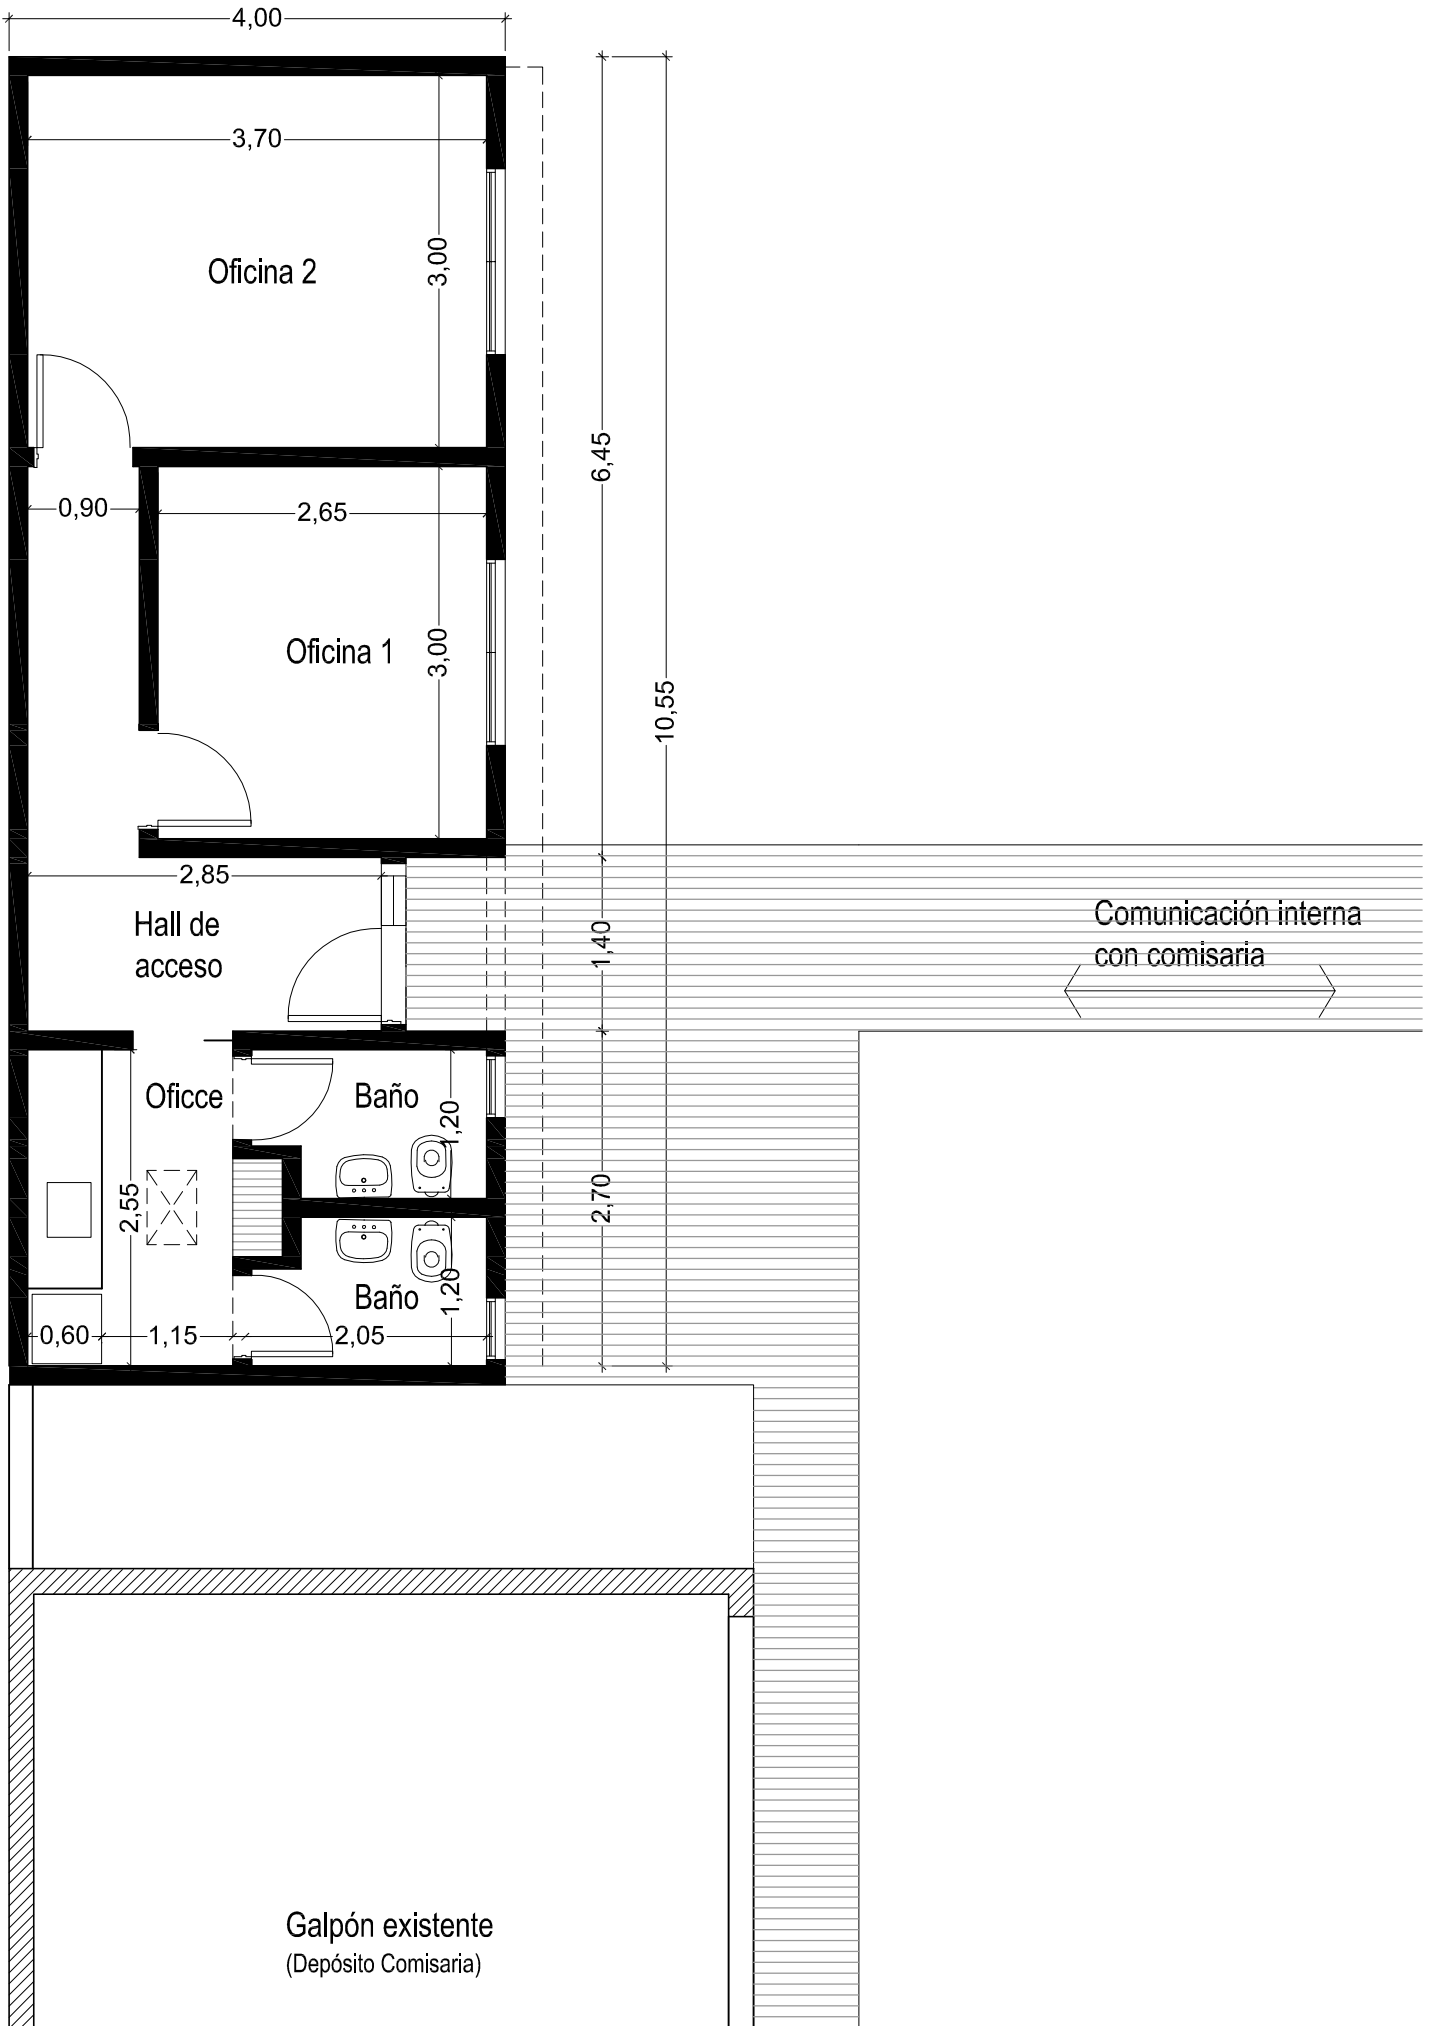 4,00
3,70
3,00
Oficina 2
6,45
0,90
2,65
3,00
Oficina 1
10,55
2,85
Hall de
acceso
1,40
Comunicación interna
con comisaria
Oficce
Baño
1,20
2,55
2,70
Baño
1,20
0,60
1,15
2,05
Galpón existente
(Depósito Comisaria)